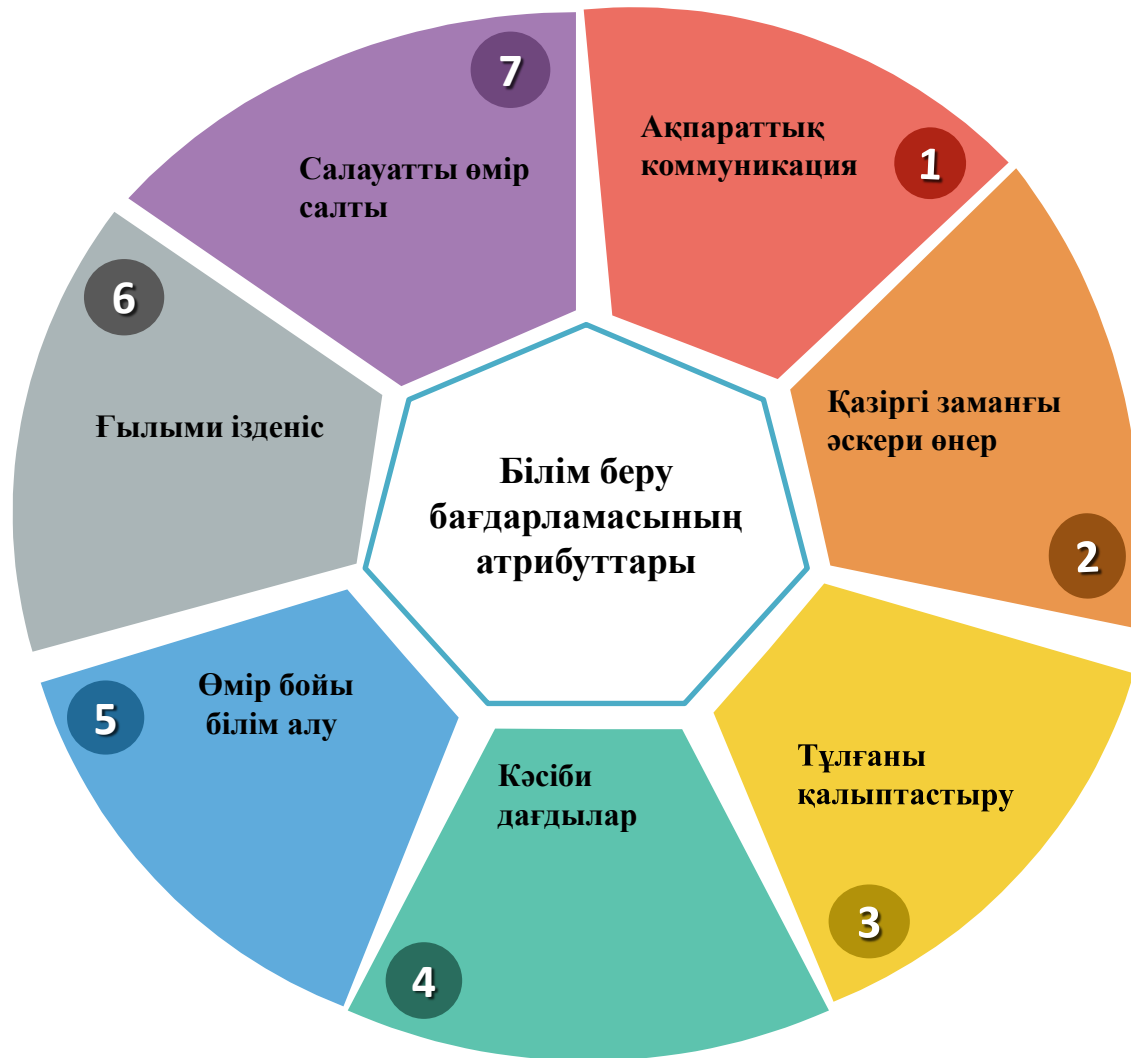 Білім беру
бағдарламасының
атрибуттары
1
Ақпараттық
коммуникация
2
Қазіргі заманғы
әскери өнер
3
Тұлғаны
қалыптастыру
4
Кәсіби
дағдылар
5
Өмір бойы
білім алу
6
Ғылыми ізденіс
7
Салауатты өмір
салты